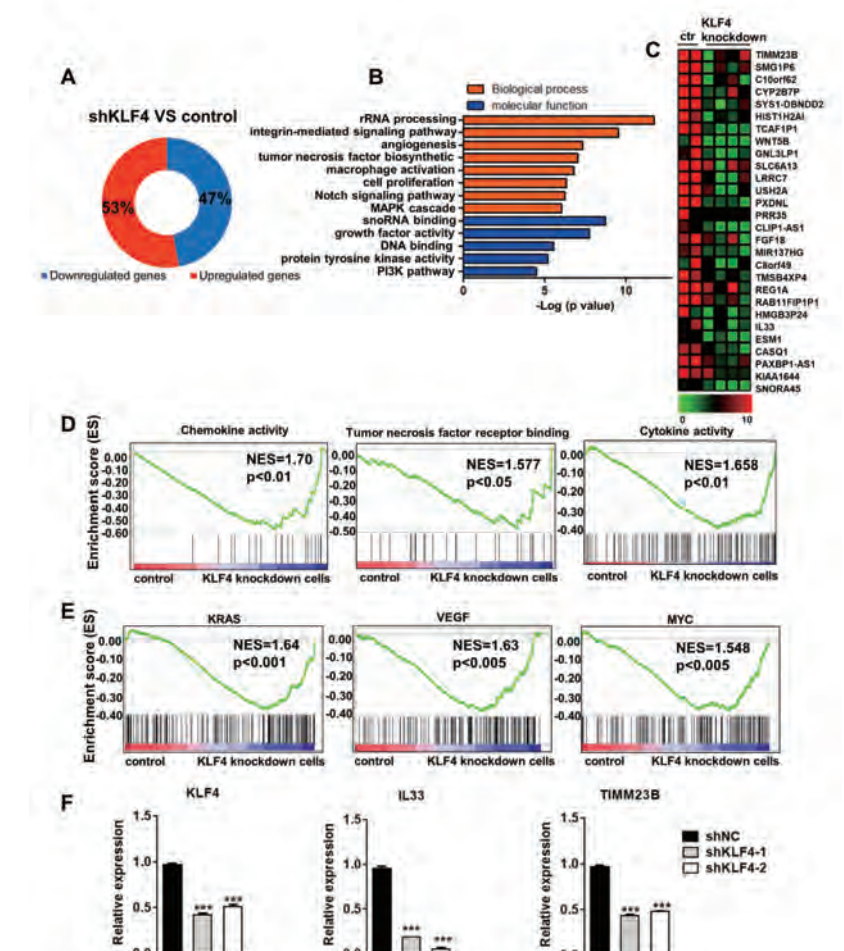 A
shKLF4 VS control
53%
47%
Downregulated genes
Upregulated genes
B
Biological process
molecular function
rRNA processing
integrin-mediated signaling pathway
angiogenesis
tumor necrosis factor biosynthetic
macrophage activation
cell proliferation
Notch signaling pathway
MAPK cascade
snoRNA binding
growth factor activity
DNA binding
protein tyrosine kinase activity
PI3K pathway
0 5 10
-Log (p value)
C
KLF4
ctr knockdown
TIMM23B
SMG1P6
C10orf62
CYP2B7P
SYS1-DBNDD2
HIST1H2AI
TCAF1P1
WNT5B
GNL3LP1
SLC6A13
LRRC7
USH2A
PXDNL
PRR35
CLIP1-AS1
FGF18
MIR137HG
C8orf49
TMSB4XP4
REG1A
RAB11FIP1P1
HMGB3P24
IL33
ESM1
CASQ1
PAXBP1-AS1
KIAA1644
SNORA45
0 10
D
Enrichment score (ES)
Chemokine activity
0.00
-0.10
-0.20
-0.30
-0.40
-0.50
-0.60
NES=1.70
p<0.01
control KLF4 knockdown cells
Tumor necrosis factor receptor binding
0.00
-0.10
-0.20
-0.30
-0.40
-0.50
NES=1.577
p<0.05
control KLF4 knockdown cells
Cytokine activity
0.00
-0.10
-0.20
-0.30
-0.40
NES=1.658
p<0.01
control KLF4 knockdown cells
E
Enrichment score (ES)
KRAS
0.00
-0.10
-0.20
-0.30
-0.40
NES=1.64
p<0.001
control KLF4 knockdown cells
VEGF
0.00
-0.10
-0.20
-0.30
-0.40
NES=1.63
p<0.005
control KLF4 knockdown cells
MYC
0.00
-0.10
-0.20
-0.30
-0.40
NES=1.548
p<0.005
control KLF4 knockdown cells
F
KLF4
Relative expression
1.5
1.0
0.5
*** ***
IL33
Relative expression
1.5
1.0
0.5
*** ***
TIMM23B
Relative expression
1.5
1.0
0.5
*** ***
shNC
shKLF4-1
shKLF4-2